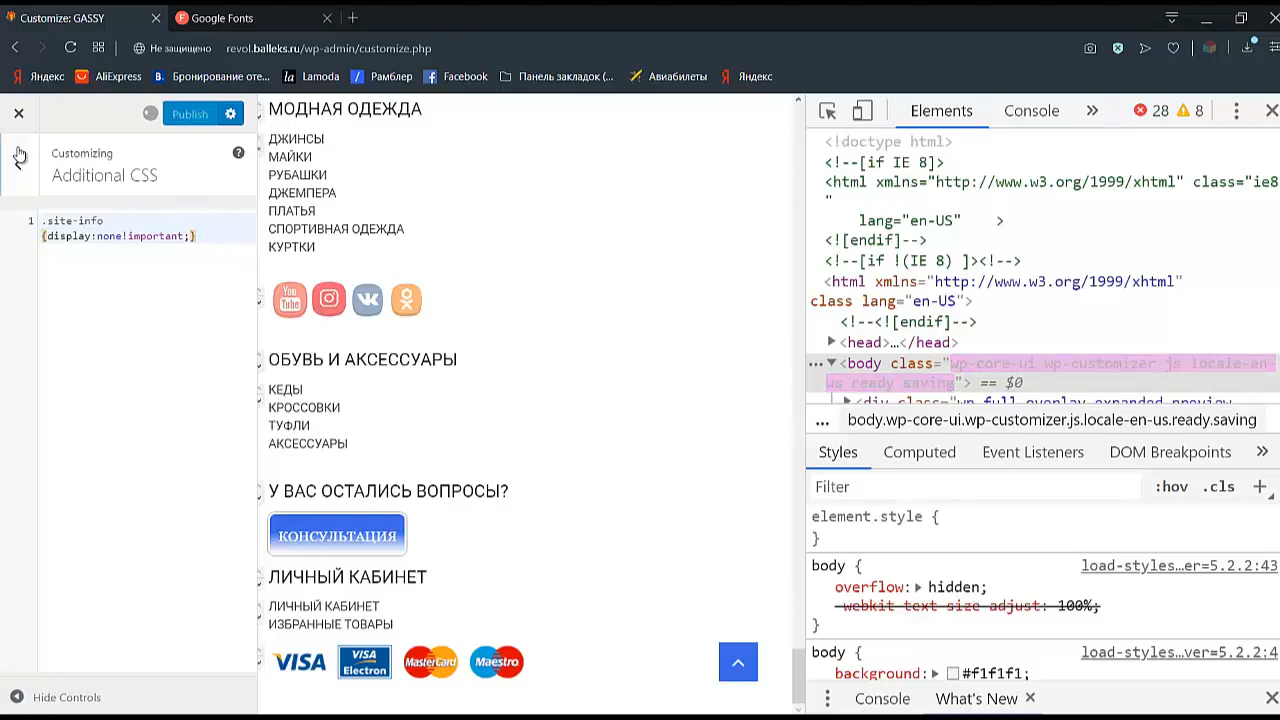 Customize: GASSY
Google Fonts
Не защищено
revol.balleks.ru/wp-admin/customize.php
Яндекс
AliExpress
Бронирование оте...
Lamoda
Рамблер
Facebook
Панель закладок (...
Авиабилеты
Яндекс
Publish
Customizing
Additional CSS
1 .site-info
{display:none!important;}
Hide Controls
МОДНАЯ ОДЕЖДА
ДЖИНСЫ
МАЙКИ
РУБАШКИ
ДЖЕМПЕРА
ПЛАТЬЯ
СПОРТИВНАЯ ОДЕЖДА
КУРТКИ
You Tube
ОБУВЬ И АКСЕССУАРЫ
КЕДЫ
КРОССОВКИ
ТУФЛИ
АКСЕССУАРЫ
У ВАС ОСТАЛИСЬ ВОПРОСЫ?
КОНСУЛЬТАЦИЯ
ЛИЧНЫЙ КАБИНЕТ
ЛИЧНЫЙ КАБИНЕТ
ИЗБРАННЫЕ ТОВАРЫ
VISA VISA Electron MasterCard Maestro
Elements Console » 28 8
<!doctype html>
<!--[if IE 8]>
<html xmlns="http://www.w3.org/1999/xhtml" class="ie8
"
lang="en-US" >
<![endif]-->
<!--[if !(IE 8) ]><!-->
<html xmlns="http://www.w3.org/1999/xhtml"
class lang="en-US">
<!--<![endif]-->
<head>…</head>
<body class="wp-core-ui wp-customizer js locale-en-
us ready saving"> == $0
<div class="wp-full-overlay expanded preview
... body.wp-core-ui.wp-customizer.js.locale-en-us.ready.saving
Styles Computed Event Listeners DOM Breakpoints »
Filter :hov .cls +
element.style {
}
body { load-styles…er=5.2.2:43
overflow: hidden;
-webkit-text-size-adjust: 100%;
}
body { load-styles…ver=5.2.2:4
background: #f1f1f1;
Console What's New